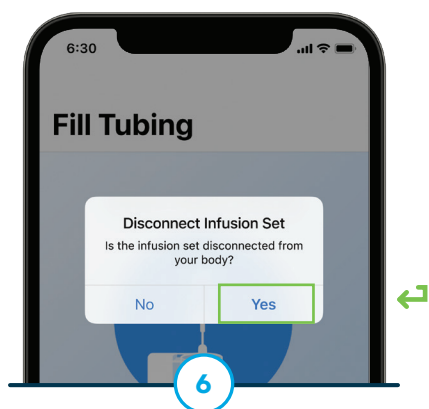 6:30
Fill Tubing
Disconnect Infusion Set
Is the infusion set disconnected from
your body?
No Yes
6